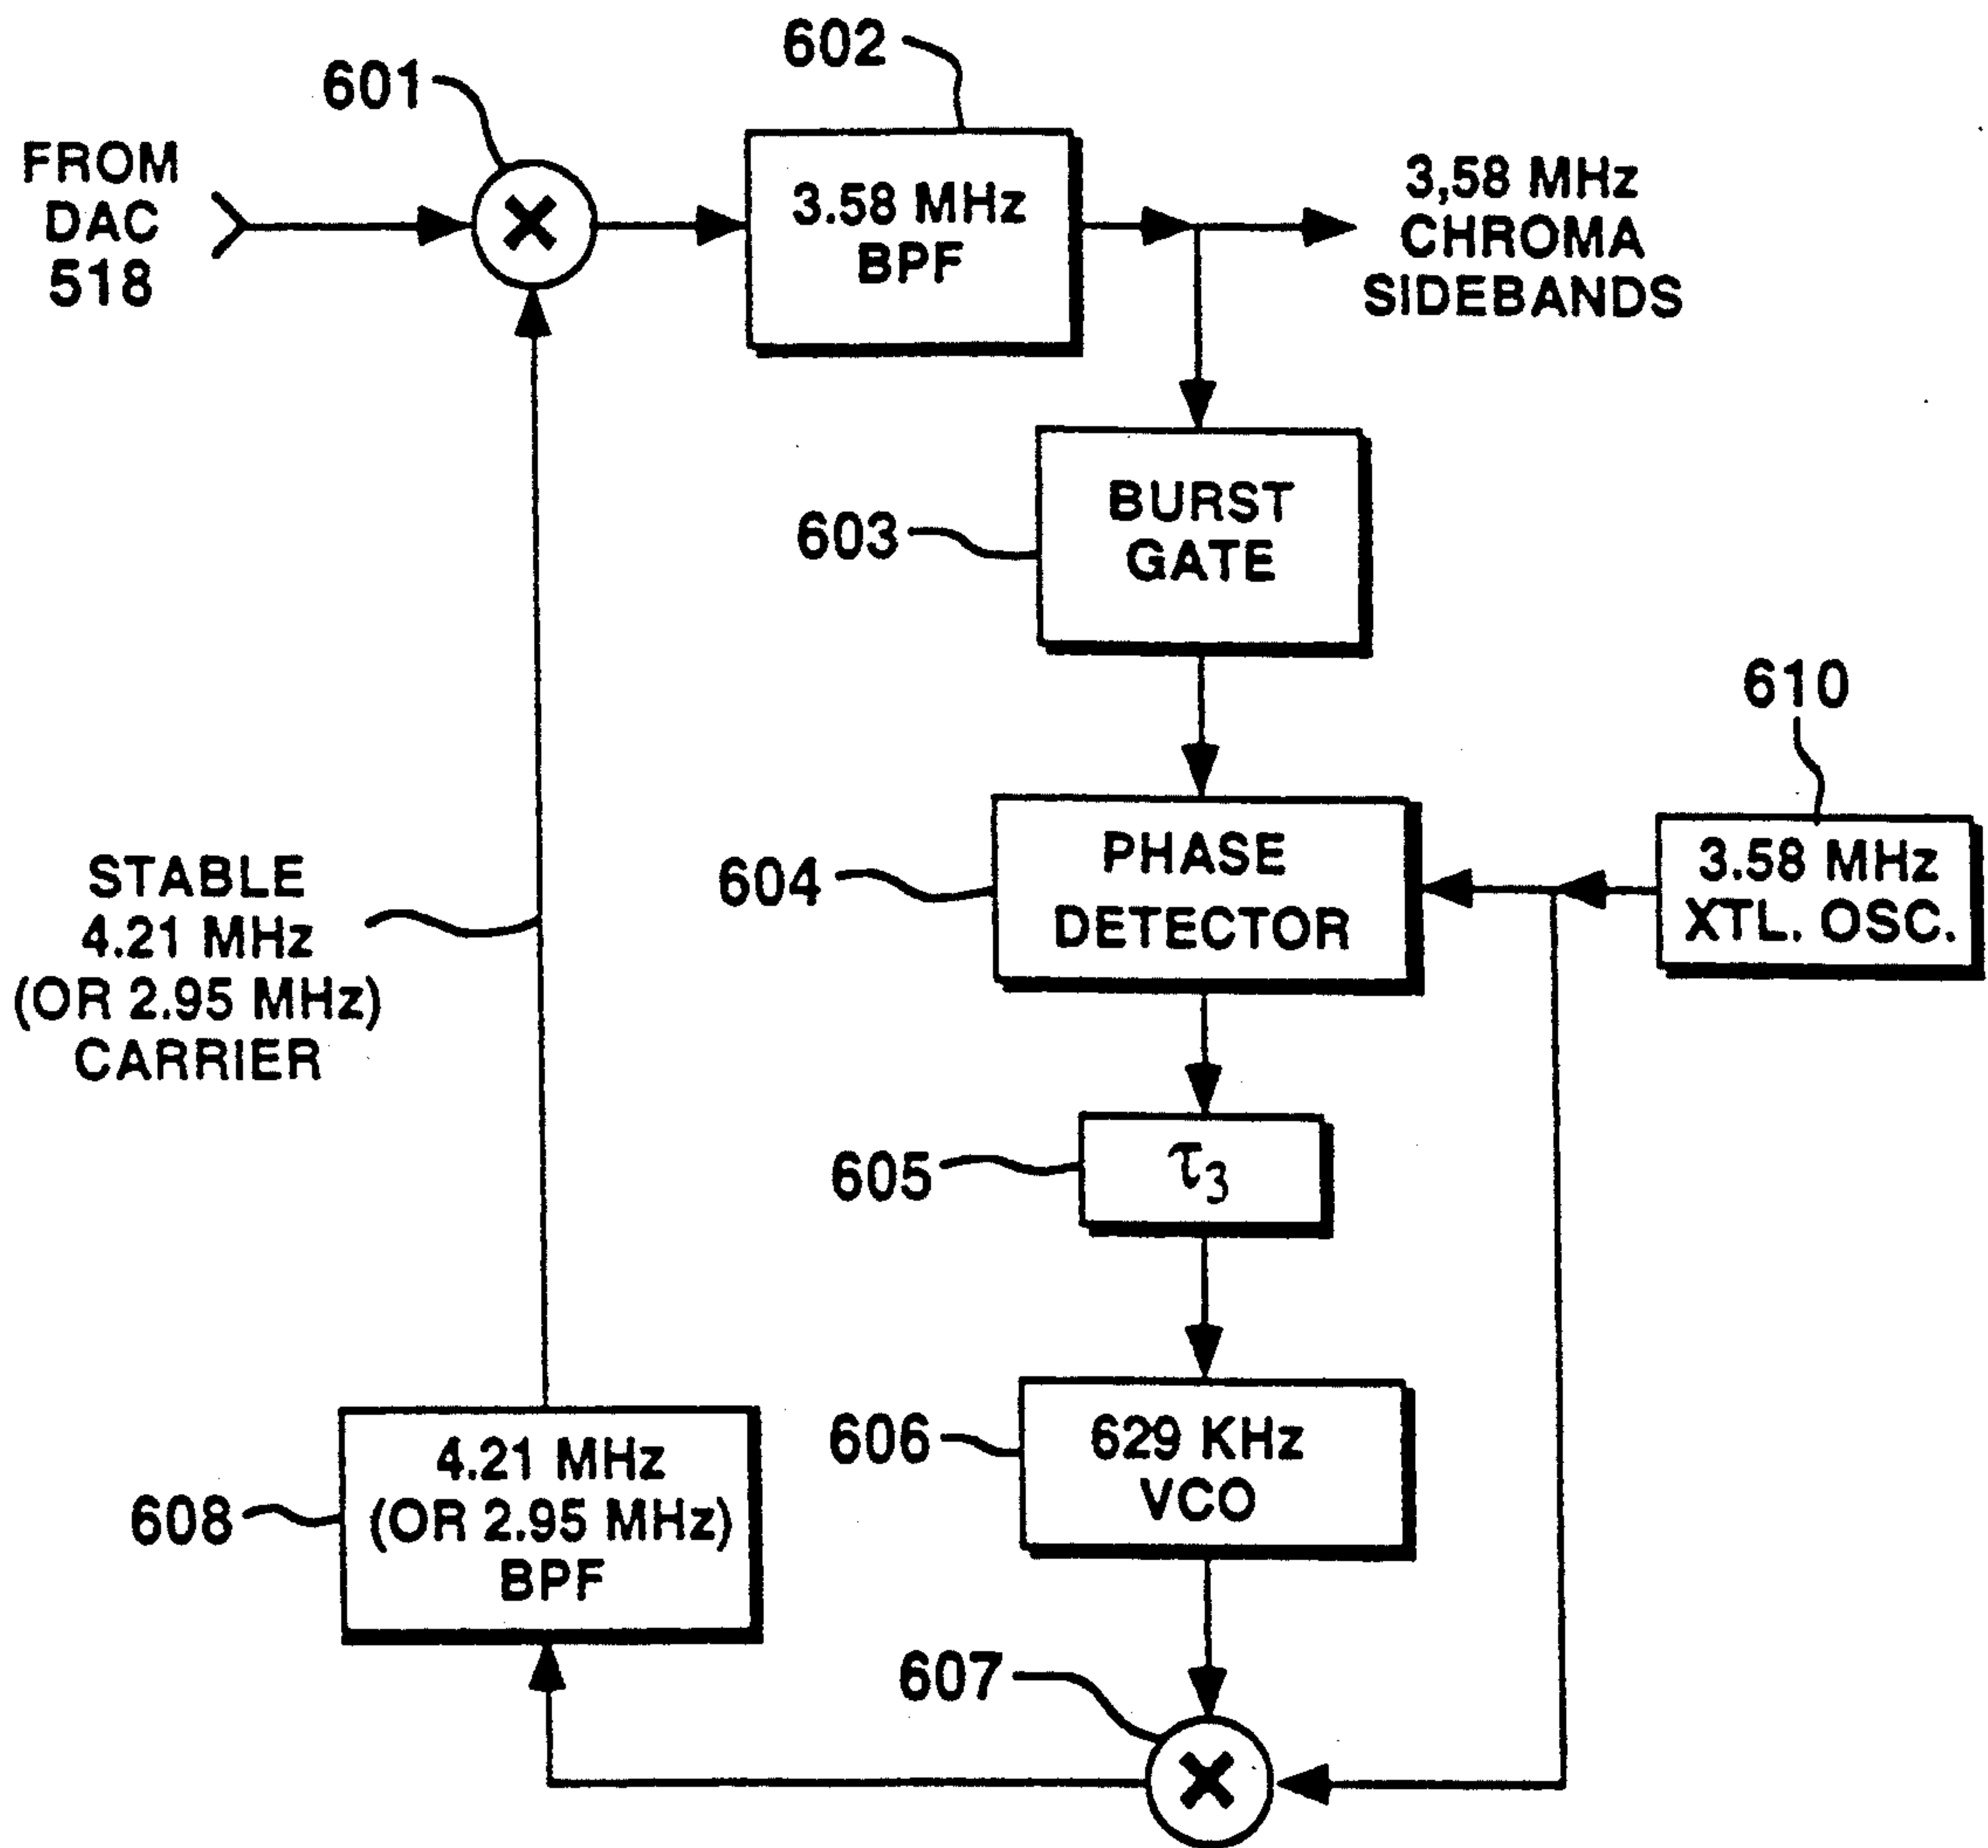 602
601
FROM
DAC
518
3.58 MHz
BPF
3,58 MHz
CHROMA
SIDEBANDS
BURST
GATE
603
610
PHASE
DETECTOR
604
3.58 MHz
XTL. OSC.
STABLE
4.21 MHz
(OR 2.95 MHz)
CARRIER
τ3
605
629 KHz
VCO
606
4.21 MHz
(OR 2.95 MHz)
BPF
608
607